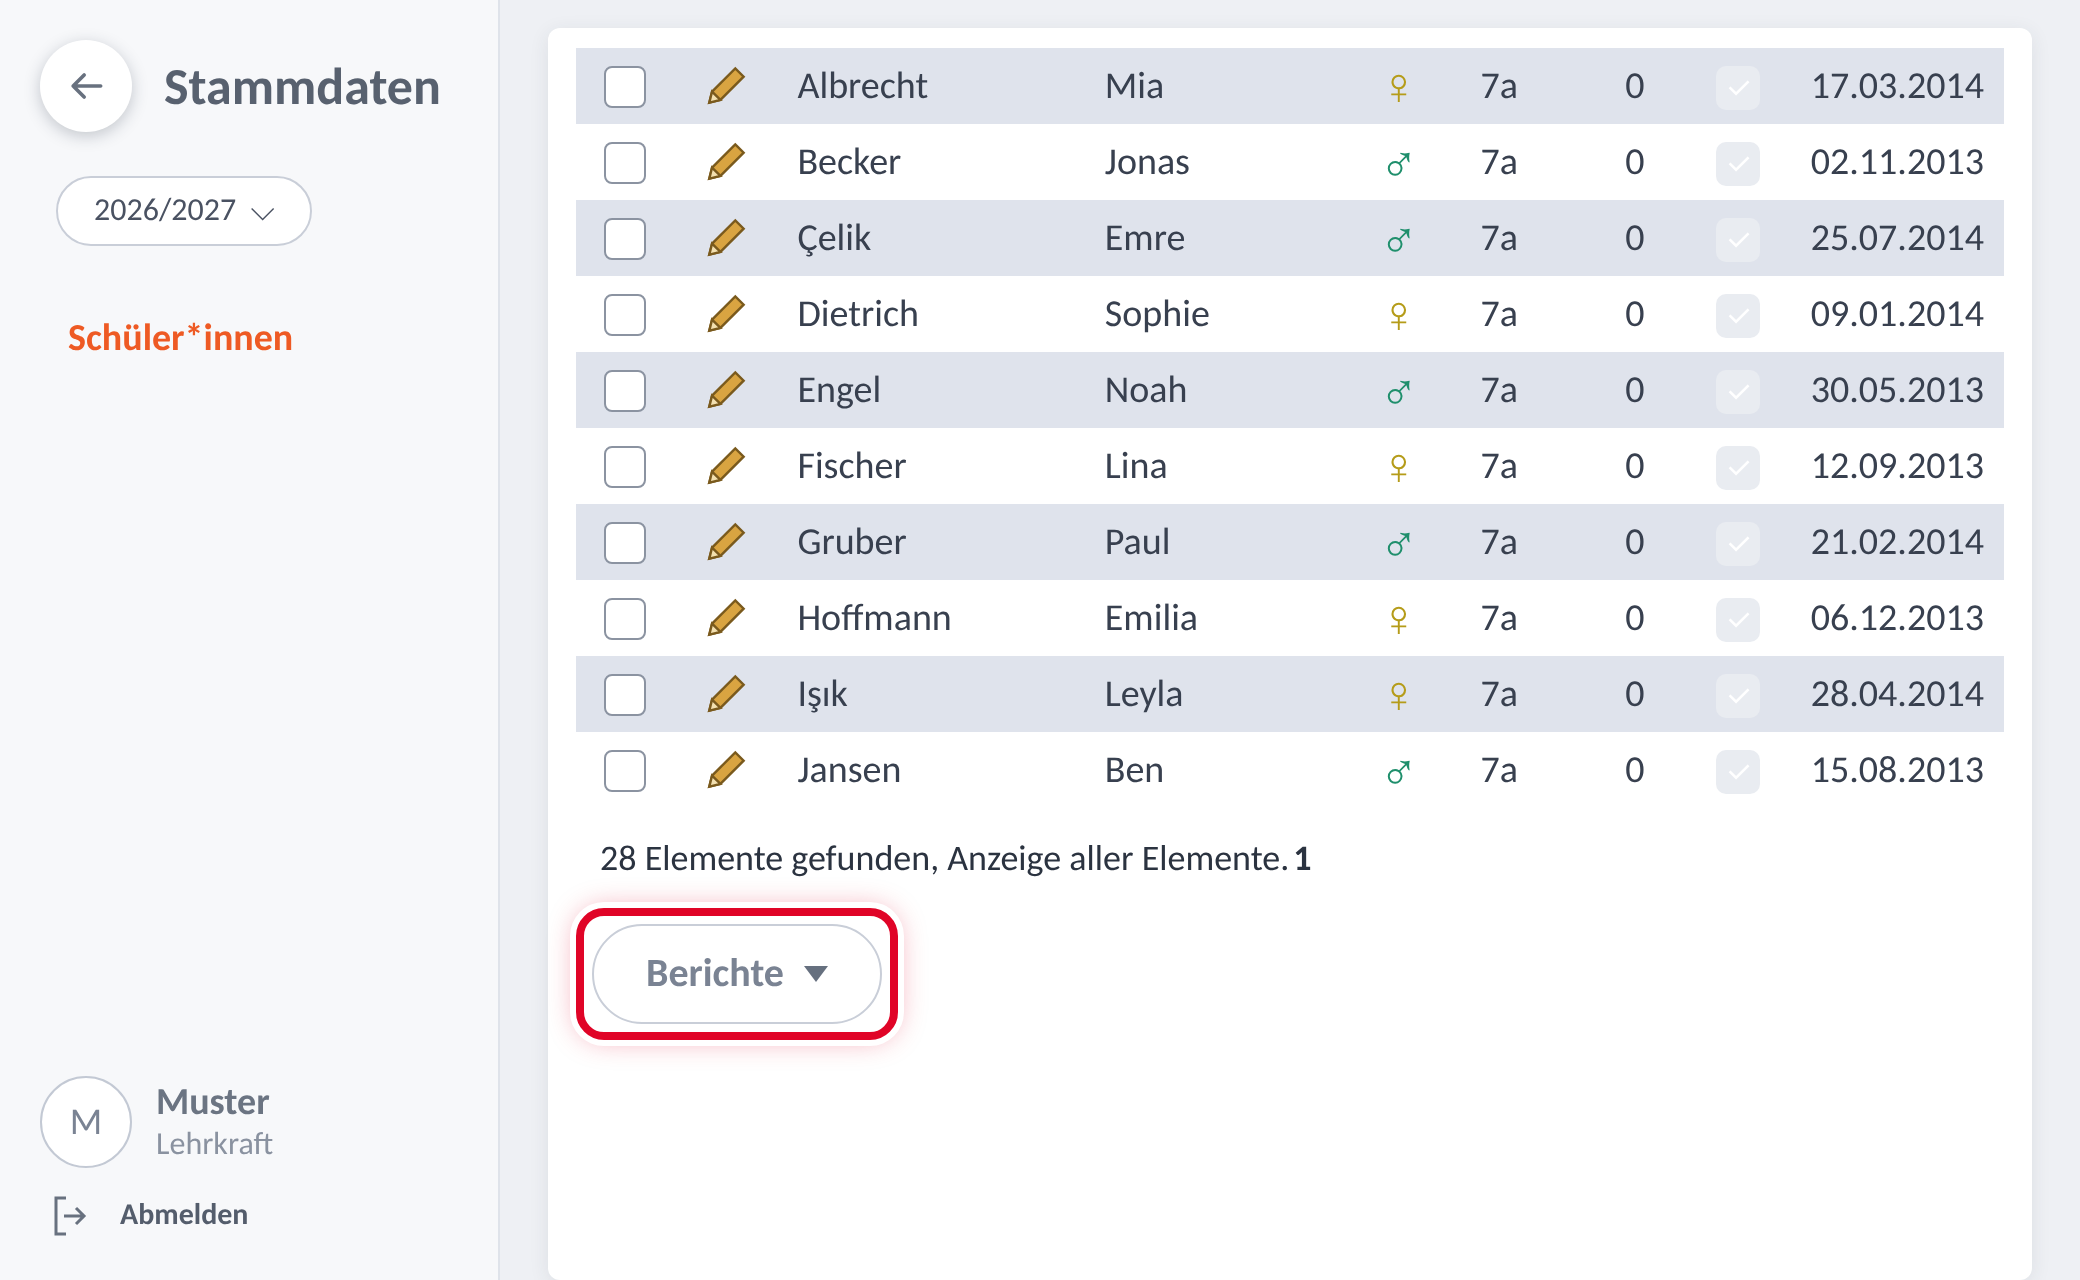 Stammdaten
2026/2027
Schüler*innen
Albrecht Mia ♀ 7a 0 17.03.2014
Becker Jonas ♂ 7a 0 02.11.2013
Çelik Emre ♂ 7a 0 25.07.2014
Dietrich Sophie ♀ 7a 0 09.01.2014
Engel Noah ♂ 7a 0 30.05.2013
Fischer Lina ♀ 7a 0 12.09.2013
Gruber Paul ♂ 7a 0 21.02.2014
Hoffmann Emilia ♀ 7a 0 06.12.2013
Işık Leyla ♀ 7a 0 28.04.2014
Jansen Ben ♂ 7a 0 15.08.2013
28 Elemente gefunden, Anzeige aller Elemente. 1
Berichte
M
Muster
Lehrkraft
Abmelden